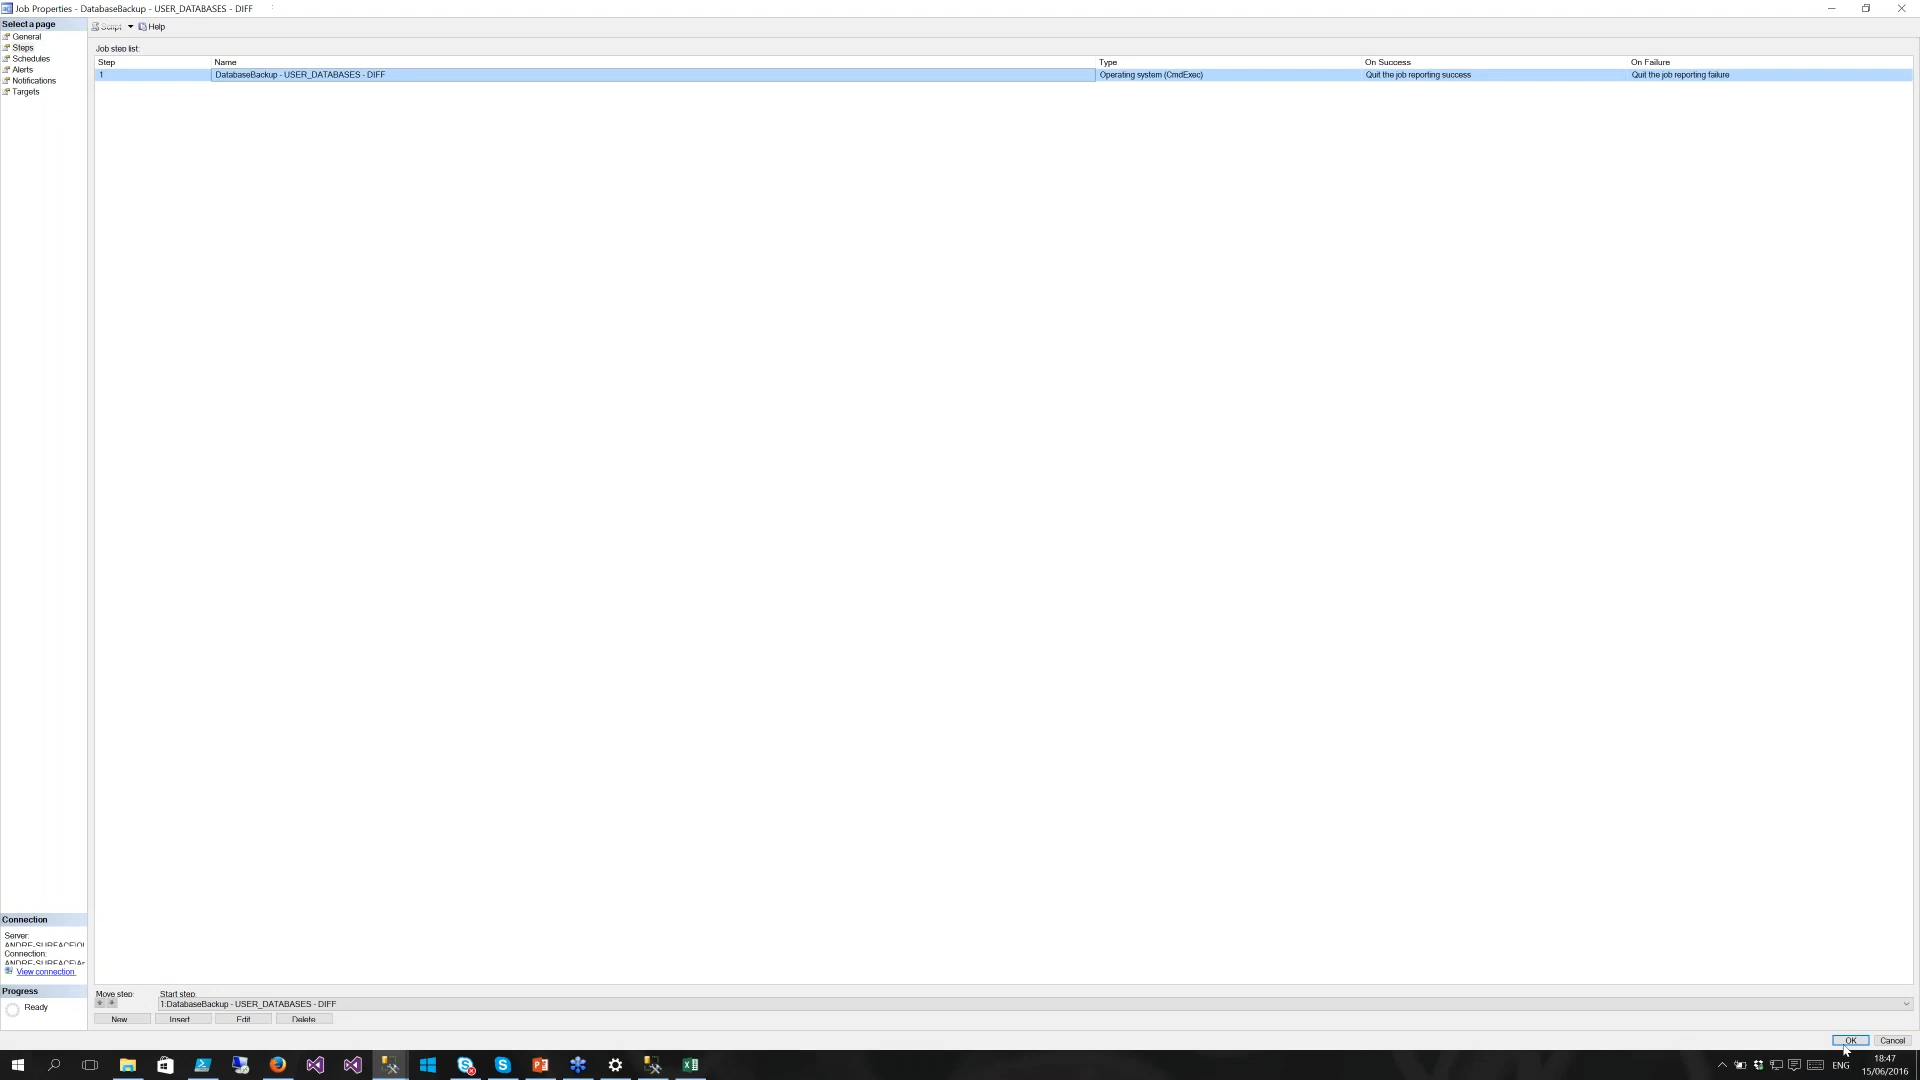 Job Properties - DatabaseBackup - USER_DATABASES - DIFF
Select a page
Script Help
General
Steps
Schedules
Alerts
Notifications
Targets
Job step list:
Step Name Type On Success On Failure
1 DatabaseBackup - USER_DATABASES - DIFF Operating system (CmdExec) Quit the job reporting success Quit the job reporting failure
Connection
Server:
Connection:
View connection
Progress
Ready
Move step: Start step:
1:DatabaseBackup - USER_DATABASES - DIFF
New Insert Edit Delete
OK Cancel
ENG
18:47
15/06/2016